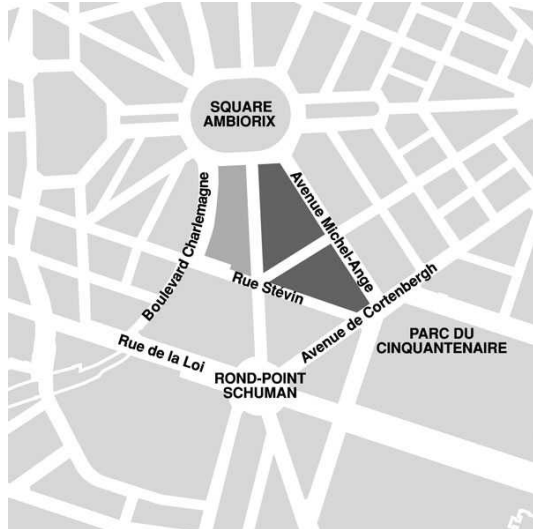 SQUARE
AMBIORIX
Boulevard Charlemagne
Avenue Michel-Ange
Rue Stévin
Avenue de Cortenbergh
Rue de la Loi
PARC DU
CINQUANTENAIRE
ROND-POINT
SCHUMAN